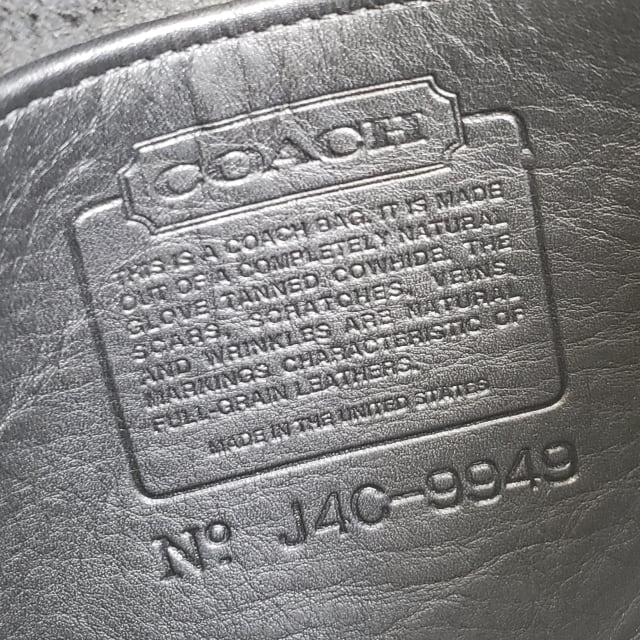 COACH
THIS IS A COACH BAG. IT IS MADE
OUT OF A COMPLETELY NATURAL
GLOVE TANNED COWHIDE. THE
SCARS, SCRATCHES, VEINS,
AND WRINKLES ARE NATURAL
MARKINGS CHARACTERISTIC OF
FULL-GRAIN LEATHERS.
MADE IN THE UNITED STATES
Nº J4C-9949